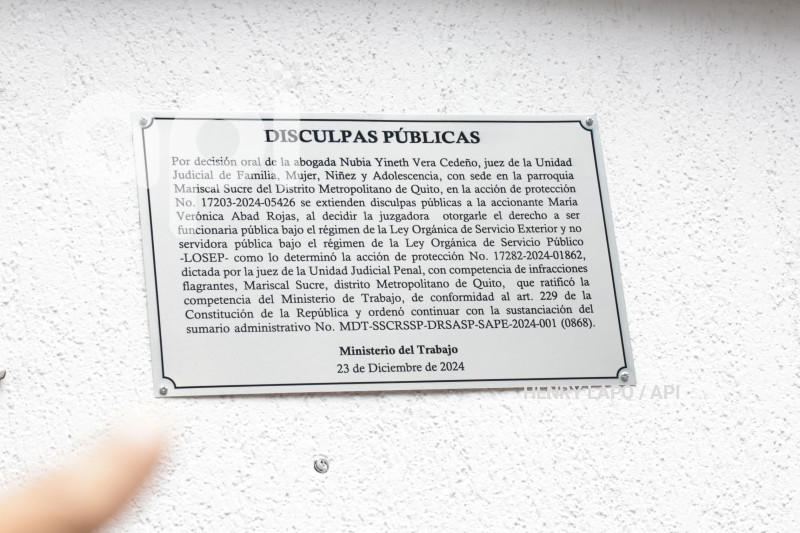 DISCULPAS PÚBLICAS
Por decisión oral de la abogada Nubia Yineth Vera Cedeño, juez de la Unidad
Judicial de Familia, Mujer, Niñez y Adolescencia, con sede en la parroquia
Mariscal Sucre del Distrito Metropolitano de Quito, en la acción de protección
No. 17203-2024-05426 se extienden disculpas públicas a la accionante María
Verónica Abad Rojas, al decidir la juzgadora otorgarle el derecho a ser
funcionaria pública bajo el régimen de la Ley Orgánica de Servicio Exterior y no
servidora pública bajo el régimen de la Ley Orgánica de Servicio Público
-LOSEP- como lo determinó la acción de protección No. 17282-2024-01862,
dictada por la juez de la Unidad Judicial Penal, con competencia de infracciones
flagrantes, Mariscal Sucre, distrito Metropolitano de Quito, que ratificó la
competencia del Ministerio de Trabajo, de conformidad al art. 229 de la
Constitución de la República y ordenó continuar con la sustanciación del
sumario administrativo No. MDT-SSCRSSP-DRSASP-SAPE-2024-001 (0868).
Ministerio del Trabajo
23 de Diciembre de 2024
HENRY LAPO / API
api